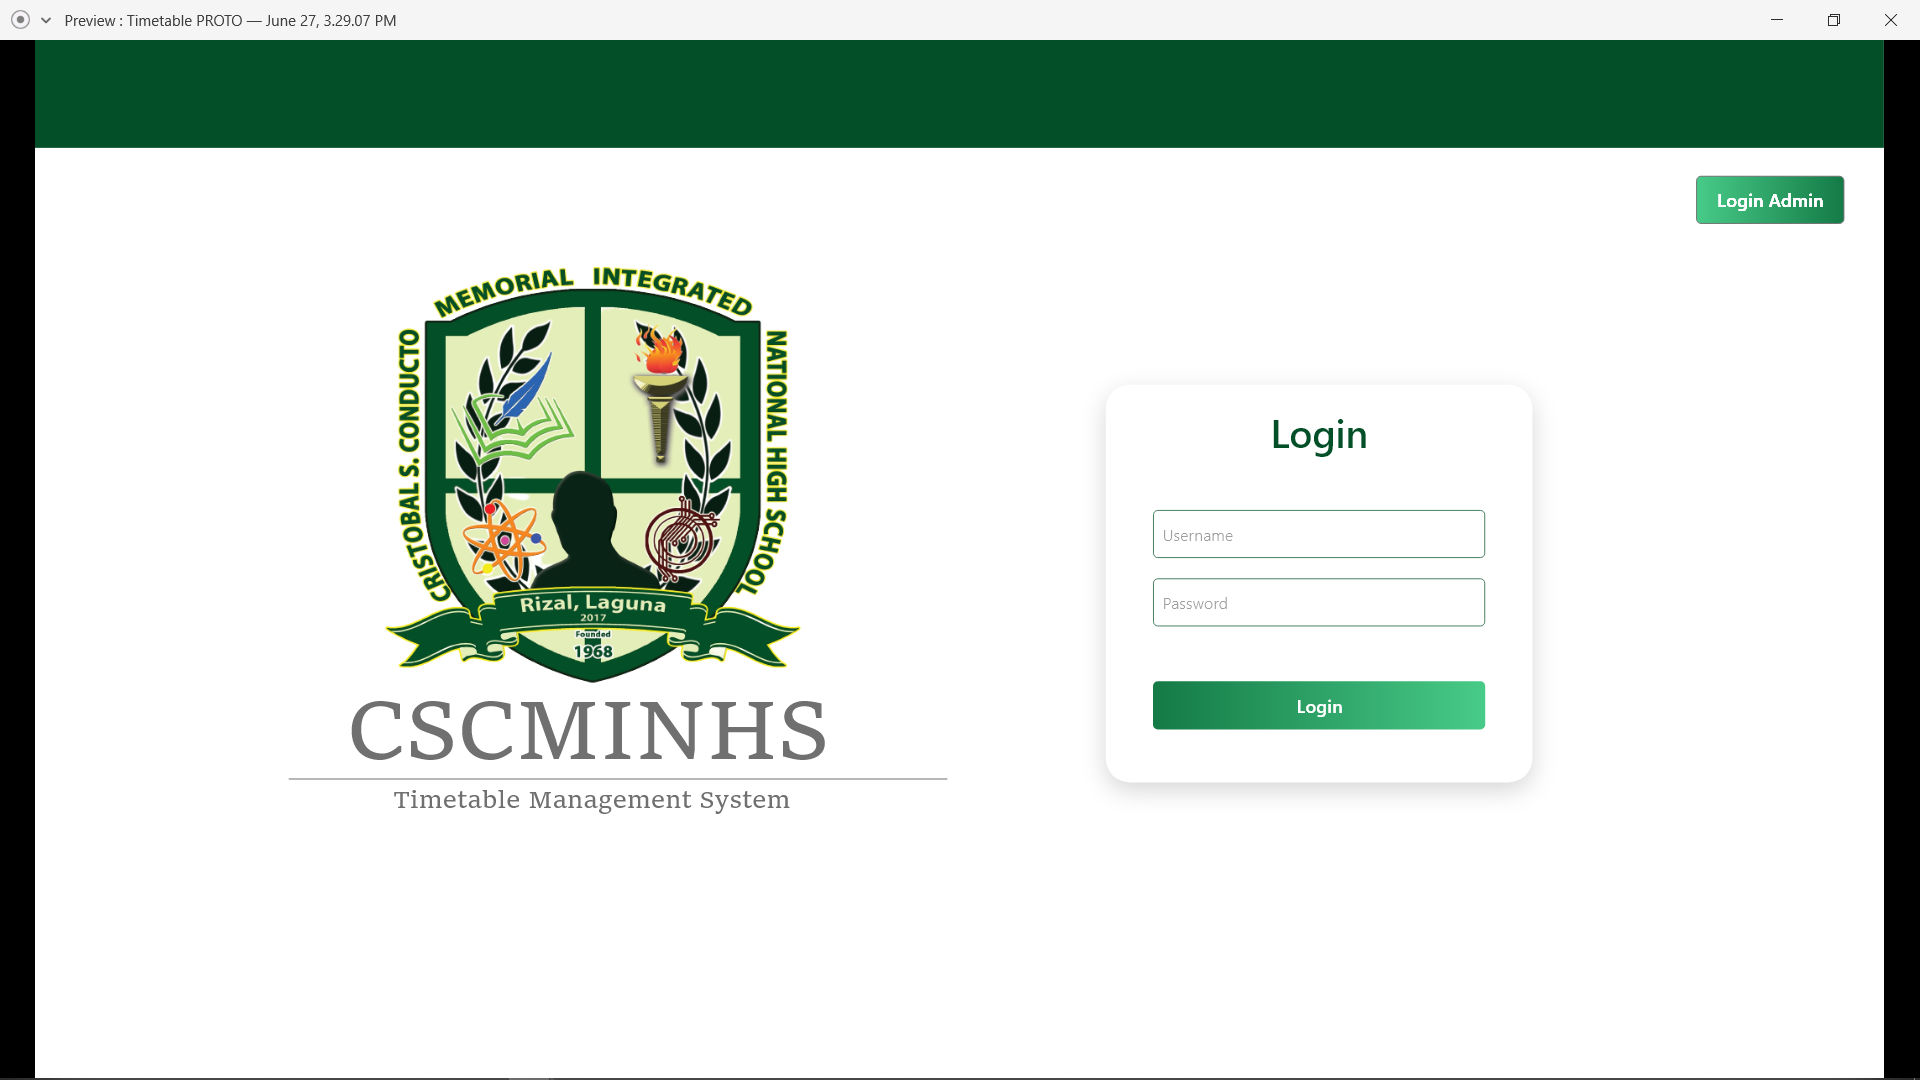 Preview : Timetable PROTO — June 27, 3.29.07 PM
Login Admin
CRISTOBAL S. CONDUCTO
MEMORIAL INTEGRATED
NATIONAL HIGH SCHOOL
Rizal, Laguna
2017
Founded
1968
CSCMINHS
Timetable Management System
Login
Username
Password
Login